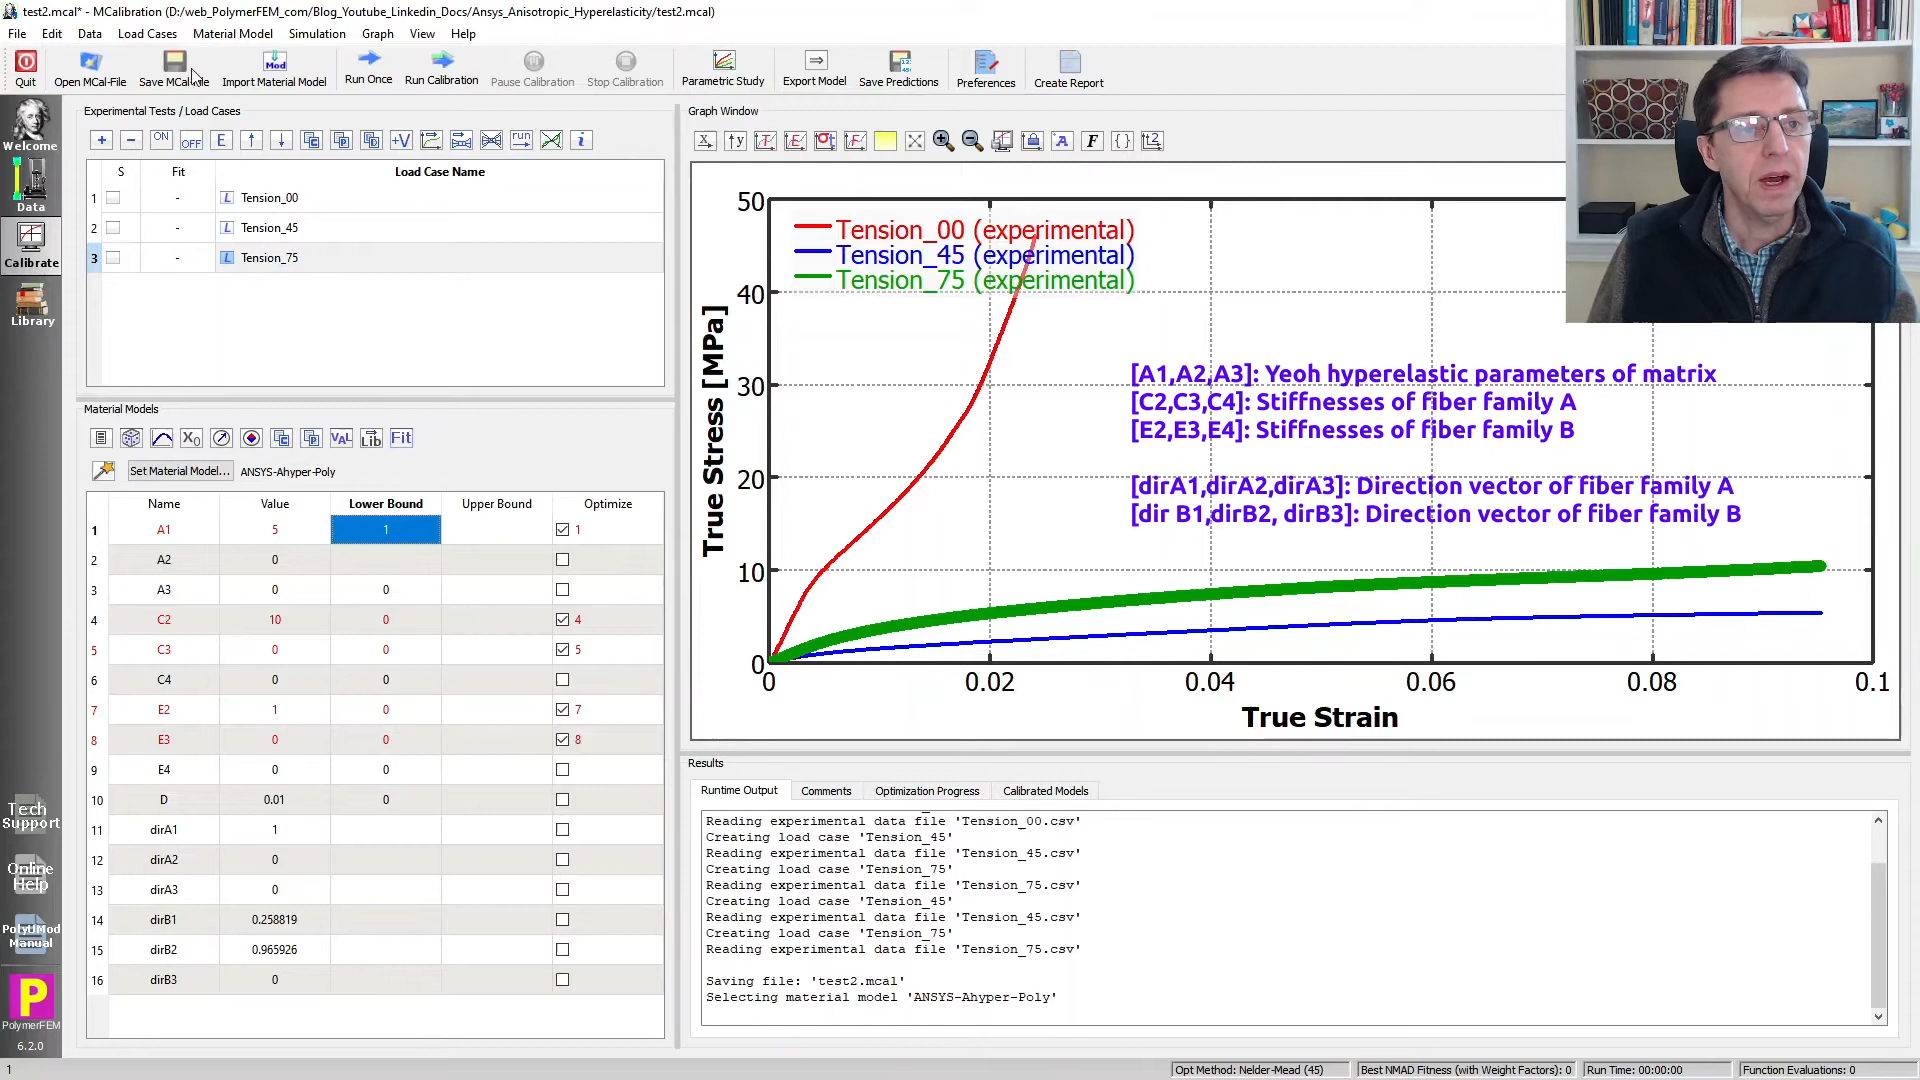 test2.mcal* - MCalibration (D:/web_PolymerFEM_com/Blog_Youtube_Linkedin_Docs/Ansys_Anisotropic_Hyperelasticity/test2.mcal)
File Edit Data Load Cases Material Model Simulation Graph View Help
Quit Open MCal-File Save MCal-File Import Material Model Run Once Run Calibration Pause Calibration Stop Calibration Parametric Study Export Model Save Predictions Preferences Create Report
Welcome
Data
Calibrate
Library
Tech
Support
Online
Help
PolyUMod
Manual
PolymerFEM
6.2.0
Experimental Tests / Load Cases
+ - ON OFF E +V run i
S Fit Load Case Name
1 - L Tension_00
2 - L Tension_45
3 - L Tension_75
Material Models
X0 VAL Lib Fit
Set Material Model... ANSYS-Ahyper-Poly
Name Value Lower Bound Upper Bound Optimize
1 A1 5 1 1
2 A2 0
3 A3 0 0
4 C2 10 0 4
5 C3 0 0 5
6 C4 0 0
7 E2 1 0 7
8 E3 0 0 8
9 E4 0 0
10 D 0.01 0
11 dirA1 1
12 dirA2 0
13 dirA3 0
14 dirB1 0.258819
15 dirB2 0.965926
16 dirB3 0
Graph Window
Tension_00 (experimental)
Tension_45 (experimental)
Tension_75 (experimental)
[A1,A2,A3]: Yeoh hyperelastic parameters of matrix
[C2,C3,C4]: Stiffnesses of fiber family A
[E2,E3,E4]: Stiffnesses of fiber family B
[dirA1,dirA2,dirA3]: Direction vector of fiber family A
[dir B1,dirB2, dirB3]: Direction vector of fiber family B
True Stress [MPa]
50
40
30
20
10
0
0 0.02 0.04 0.06 0.08 0.1
True Strain
Results
Runtime Output Comments Optimization Progress Calibrated Models
Reading experimental data file 'Tension_00.csv'
Creating load case 'Tension_45'
Reading experimental data file 'Tension_45.csv'
Creating load case 'Tension_75'
Reading experimental data file 'Tension_75.csv'
Creating load case 'Tension_45'
Reading experimental data file 'Tension_45.csv'
Creating load case 'Tension_75'
Reading experimental data file 'Tension_75.csv'
Saving file: 'test2.mcal'
Selecting material model 'ANSYS-Ahyper-Poly'
1 Opt Method: Nelder-Mead (45) Best NMAD Fitness (with Weight Factors): 0 Run Time: 00:00:00 Function Evaluations: 0